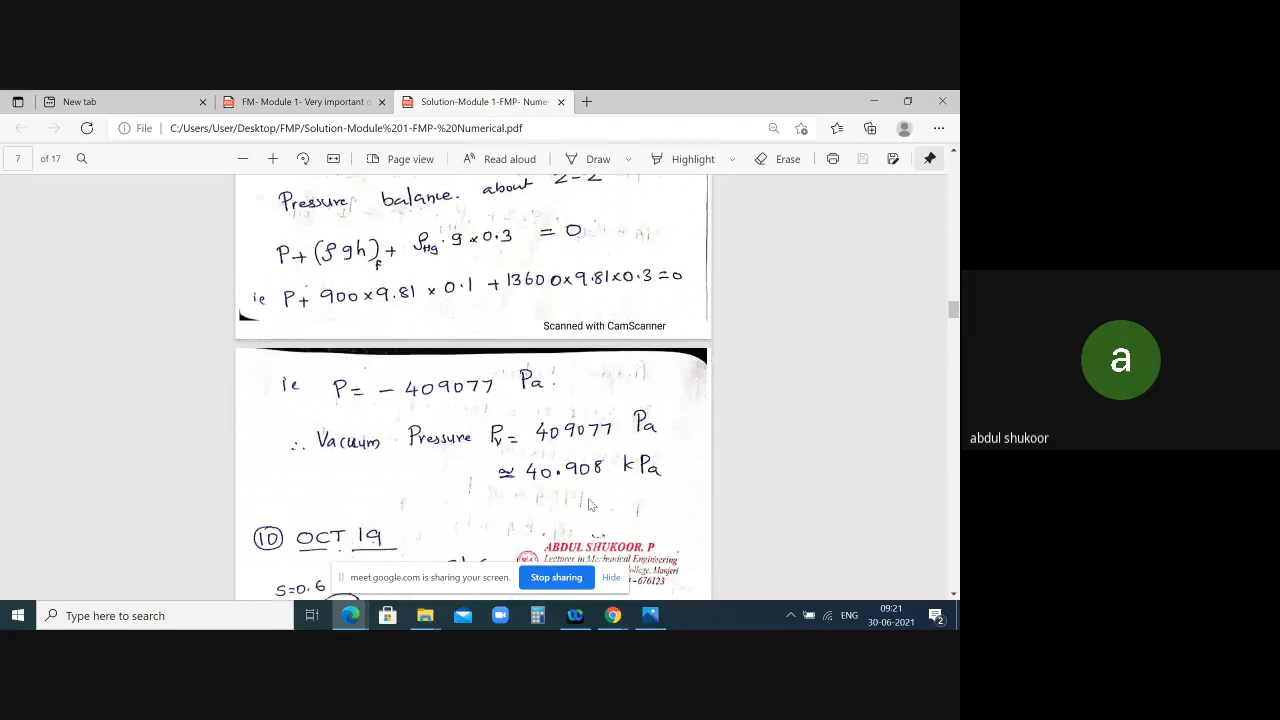 New tab
FM- Module 1- Very important
Solution-Module 1-FMP- Nume
File
C:/Users/User/Desktop/FMP/Solution-Module%201-FMP-%20Numerical.pdf
7 of 17
Page view
Read aloud
Draw
Highlight
Erase
Pressure balance. about Z-Z
P+ (ρgh)f + ρHg.g×0.3 = 0
ie P+ 900×9.81 × 0.1 + 13600×9.81×0.3=0
Scanned with CamScanner
ie P= - 409077 Pa.
∴ Vacuum Pressure Pv= 409077 Pa
≃ 40.908 kPa
10 OCT 19
ABDUL SHUKOOR. P
Lecturer in Mechanical Engineering
College, Manjeri
-676123
S=0.6
meet.google.com is sharing your screen.
Stop sharing
Hide
Type here to search
ENG
09:21
30-06-2021
2
a
abdul shukoor